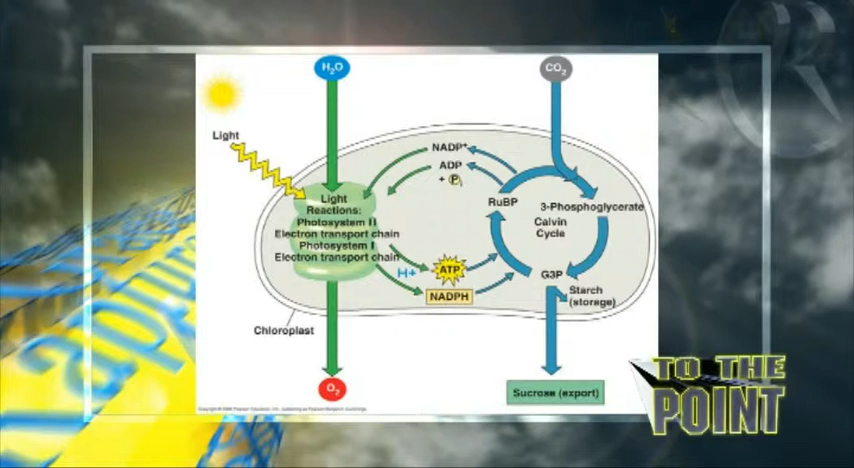 H₂O
CO₂
Light
NADP⁺
ADP
+ Pᵢ
Light
Reactions:
Photosystem II
Electron transport chain
Photosystem I
Electron transport chain
RuBP
3-Phosphoglycerate
Calvin
Cycle
H+
ATP
NADPH
G3P
Starch
(storage)
Chloroplast
O₂
Sucrose (export)
TO THE
POINT